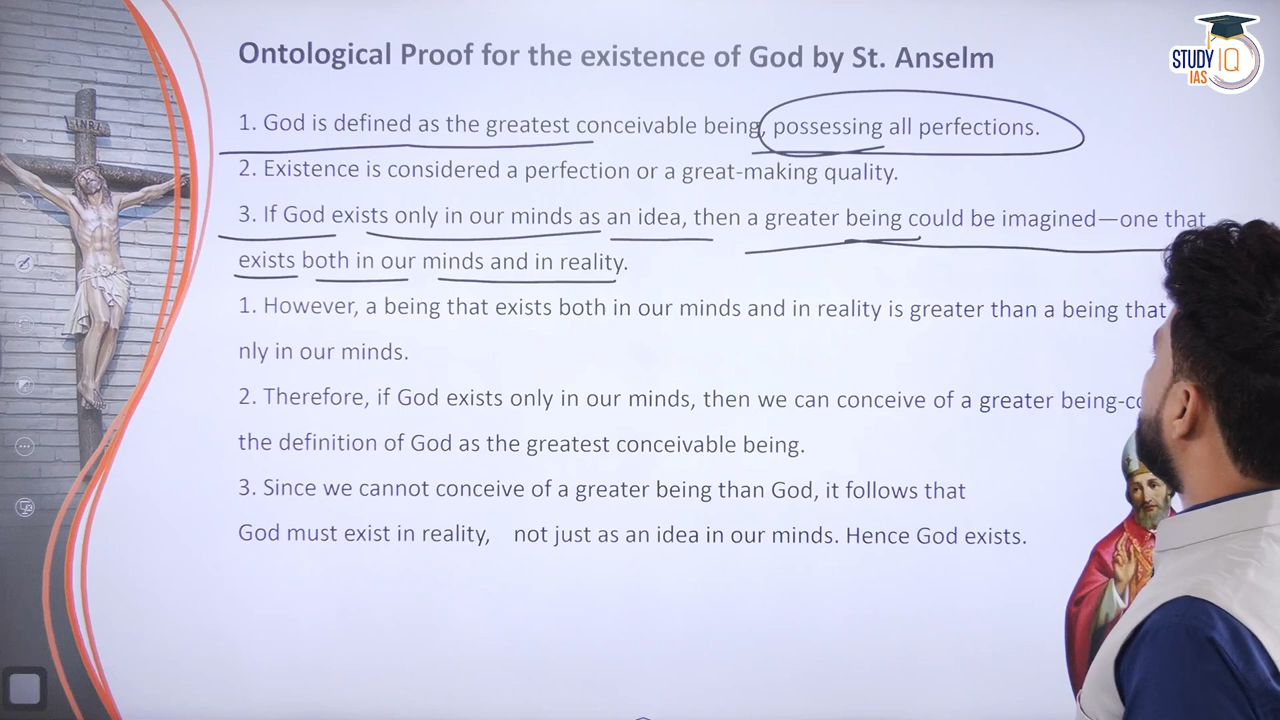 Ontological Proof for the existence of God by St. Anselm
STUDY IQ
IAS
1. God is defined as the greatest conceivable being, possessing all perfections.
INRI
2. Existence is considered a perfection or a great-making quality.
3. If God exists only in our minds as an idea, then a greater being could be imagined—one that
exists both in our minds and in reality.
1. However, a being that exists both in our minds and in reality is greater than a being that
nly in our minds.
2. Therefore, if God exists only in our minds, then we can conceive of a greater being-
the definition of God as the greatest conceivable being.
3. Since we cannot conceive of a greater being than God, it follows that
God must exist in reality, not just as an idea in our minds. Hence God exists.